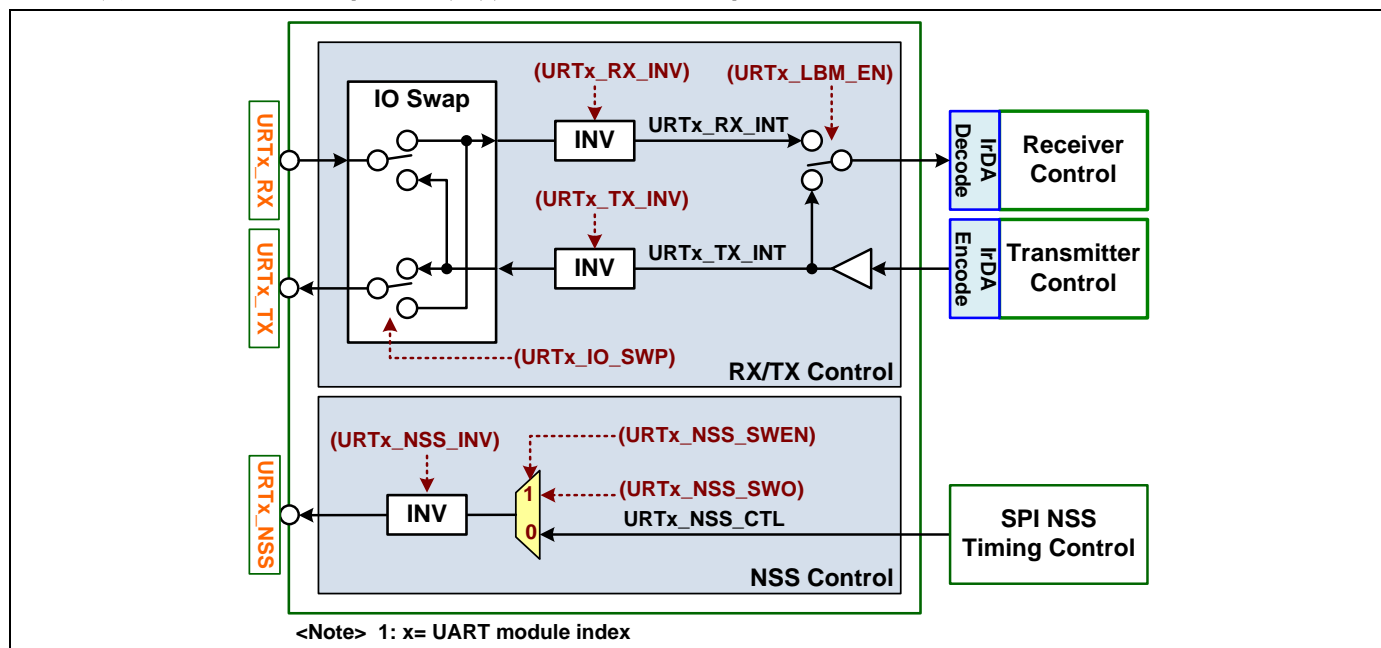 URTx_RX
URTx_TX
URTx_NSS
IO Swap
(URTx_RX_INV)
(URTx_LBM_EN)
INV
URTx_RX_INT
(URTx_TX_INV)
INV
URTx_TX_INT
(URTx_IO_SWP)
RX/TX Control
IrDA
Decode
Receiver
Control
IrDA
Encode
Transmitter
Control
(URTx_NSS_INV)
(URTx_NSS_SWEN)
(URTx_NSS_SWO)
INV
1
0
URTx_NSS_CTL
NSS Control
SPI NSS
Timing Control
<Note> 1: x= UART module index